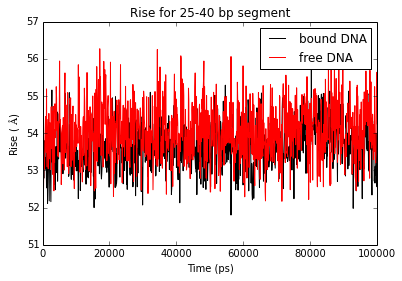 Rise for 25-40 bp segment
57
56
55
54
53
52
51
Rise ( Å)
bound DNA
free DNA
0
20000
40000
60000
80000
100000
Time (ps)